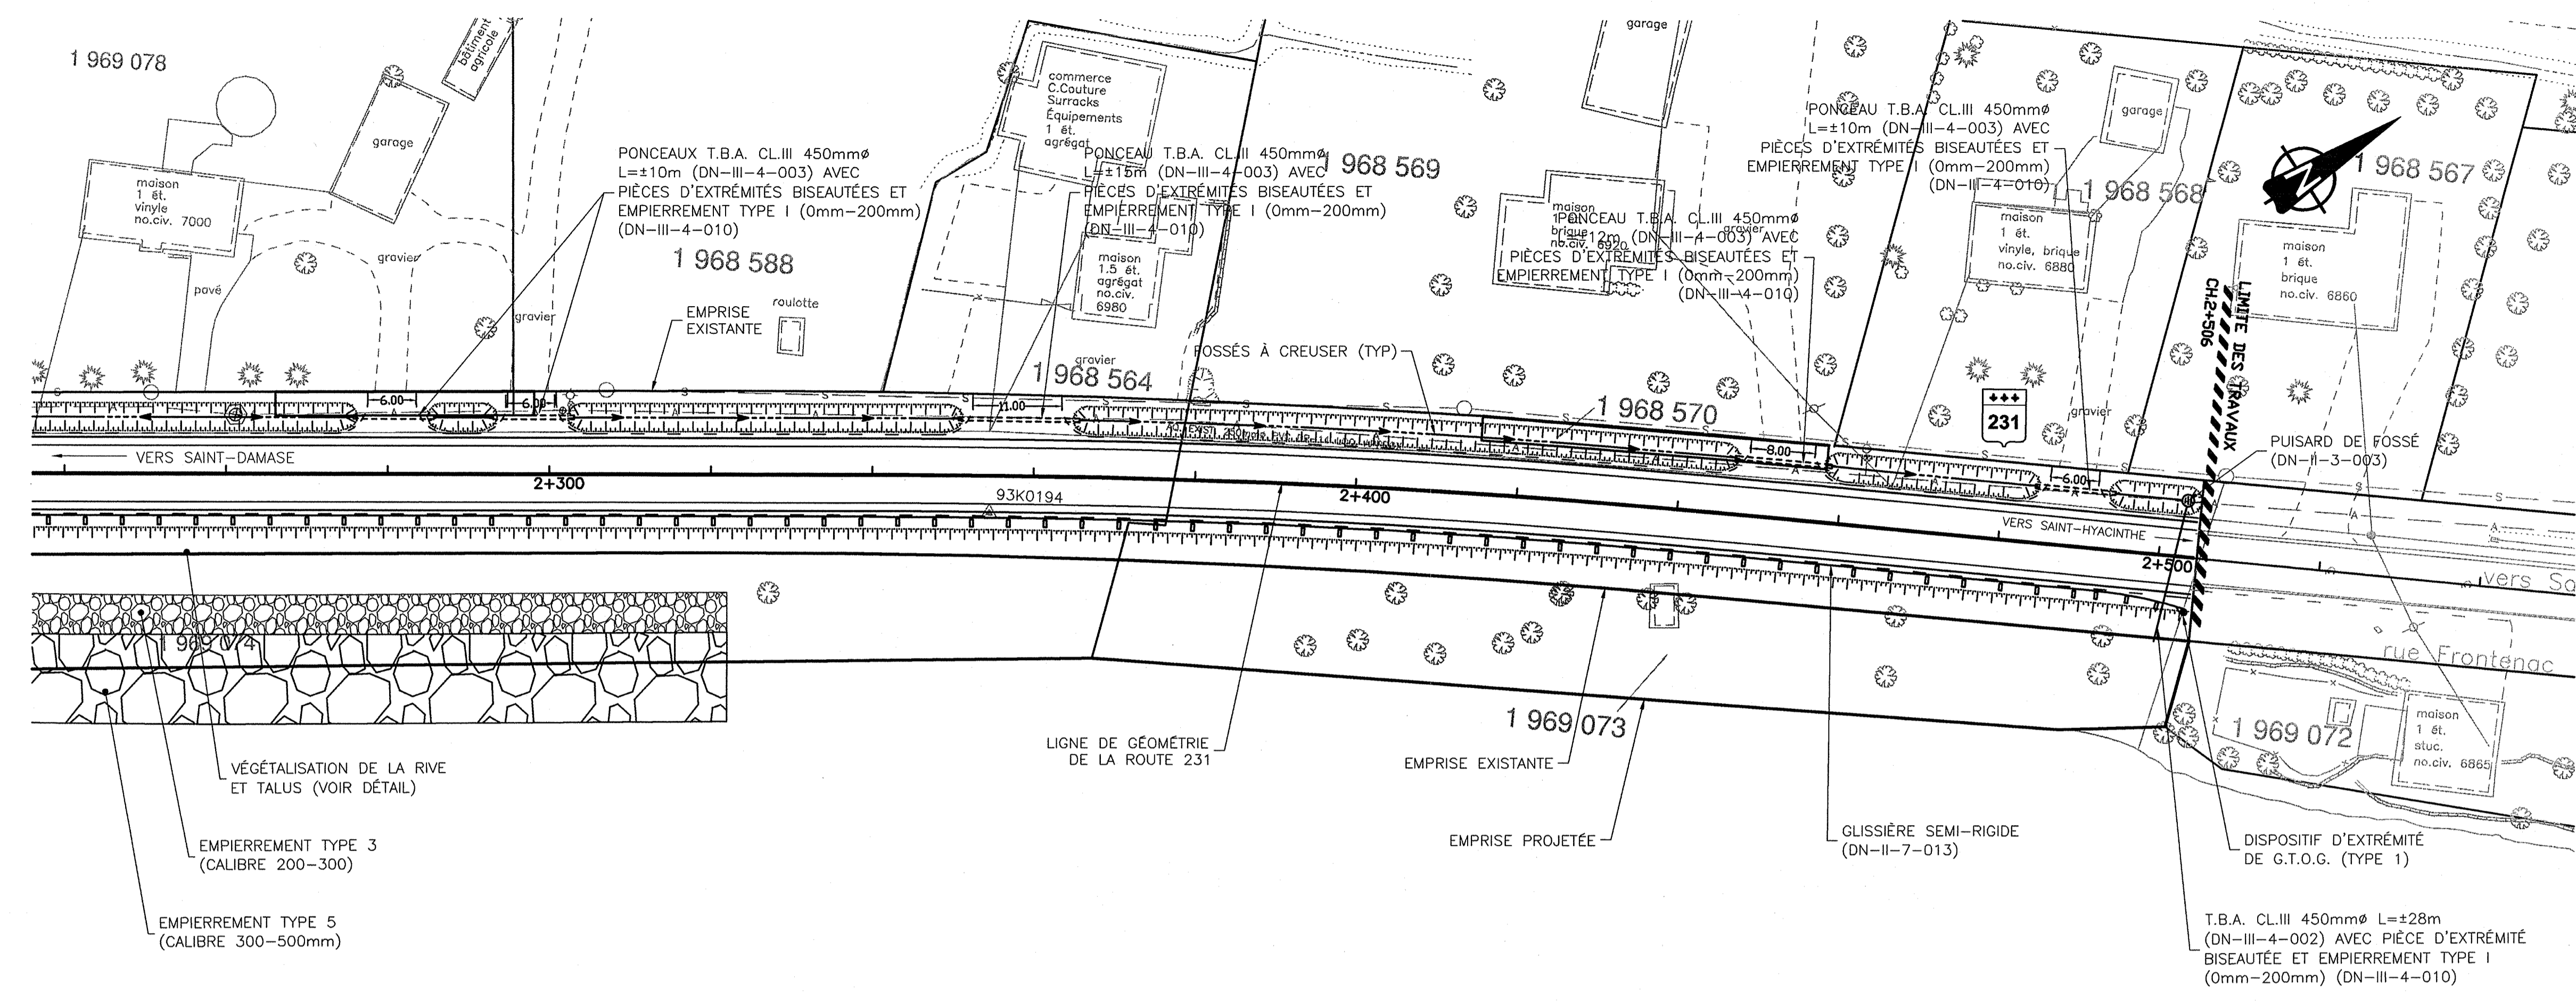 1 969 078
bâtiment
agricole
garage
maison
1 ét.
vinyle
no.civ. 7000
pavé
gravier
gravier
PONCEAUX T.B.A. CL.III 450mmø
L=±10m (DN-III-4-003) AVEC
PIÈCES D'EXTRÉMITÉS BISEAUTÉES ET
EMPIERREMENT TYPE I (0mm-200mm)
(DN-III-4-010)
1 968 588
EMPRISE
EXISTANTE
roulotte
commerce
C.Couture
Surracks
Équipements
1 ét.
agrégat
PONCEAU T.B.A. CL.III 450mmø
L=±15m (DN-III-4-003) AVEC
PIÈCES D'EXTRÉMITÉS BISEAUTÉES ET
EMPIERREMENT TYPE I (0mm-200mm)
(DN-III-4-010)
maison
1.5 ét.
agrégat
no.civ.
6980
gravier
1 968 564
1 968 569
garage
maison
1 ét.
brique
no.civ. 6920
gravier
PONCEAU T.B.A. CL.III 450mmø
L=±12m (DN-III-4-003) AVEC
PIÈCES D'EXTRÉMITÉS BISEAUTÉES ET
EMPIERREMENT TYPE I (0mm-200mm)
(DN-III-4-010)
FOSSÉS À CREUSER (TYP)
1 968 570
PONCEAU T.B.A. CL.III 450mmø
L=±10m (DN-III-4-003) AVEC
PIÈCES D'EXTRÉMITÉS BISEAUTÉES ET
EMPIERREMENT TYPE I (0mm-200mm)
(DN-III-4-010)
garage
1 968 568
maison
1 ét.
vinyle, brique
no.civ. 6880
gravier
231
N
1 968 567
maison
1 ét.
brique
no.civ. 6860
LIMITE DES TRAVAUX
CH.2+506
PUISARD DE FOSSÉ
(DN-II-3-003)
6.00
6.00
11.00
8.00
6.00
VERS SAINT-DAMASE
2+300
93K0194
2+400
VERS SAINT-HYACINTHE
2+500
vers Sa
rue Frontenac
1 969 074
1 969 073
1 969 072
maison
1 ét.
stuc.
no.civ. 6865
VÉGÉTALISATION DE LA RIVE
ET TALUS (VOIR DÉTAIL)
EMPIERREMENT TYPE 3
(CALIBRE 200-300)
EMPIERREMENT TYPE 5
(CALIBRE 300-500mm)
LIGNE DE GÉOMÉTRIE
DE LA ROUTE 231
EMPRISE EXISTANTE
EMPRISE PROJETÉE
GLISSIÈRE SEMI-RIGIDE
(DN-II-7-013)
DISPOSITIF D'EXTRÉMITÉ
DE G.T.O.G. (TYPE 1)
T.B.A. CL.III 450mmø L=±28m
(DN-III-4-002) AVEC PIÈCE D'EXTRÉMITÉ
BISEAUTÉE ET EMPIERREMENT TYPE I
(0mm-200mm) (DN-III-4-010)